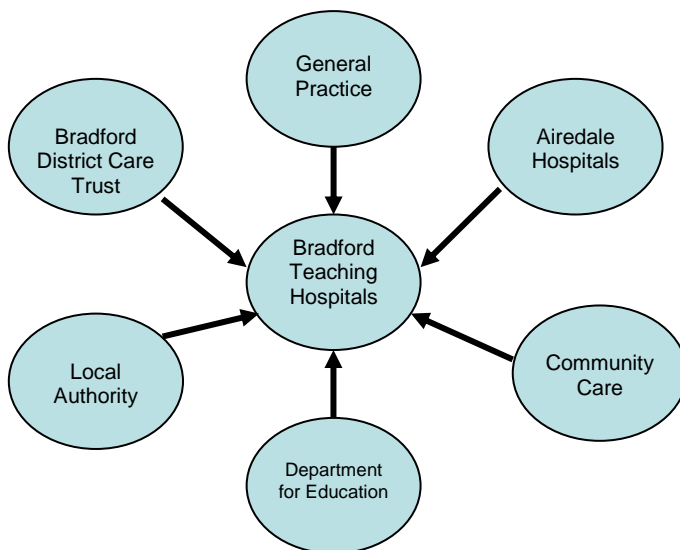 General
Practice
Bradford
District Care
Trust
Airedale
Hospitals
Bradford
Teaching
Hospitals
Local
Authority
Community
Care
Department
for Education